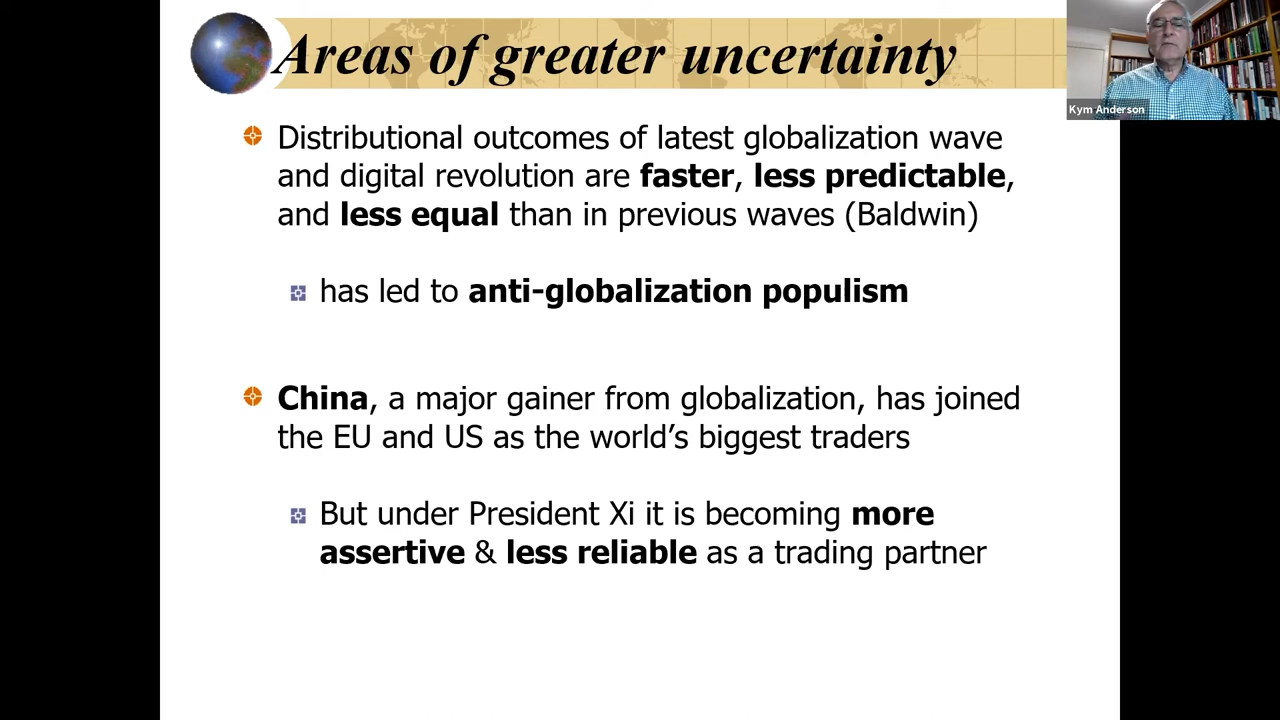 Areas of greater uncertainty
Kym Anderson
Distributional outcomes of latest globalization wave
and digital revolution are faster, less predictable,
and less equal than in previous waves (Baldwin)
has led to anti-globalization populism
China, a major gainer from globalization, has joined
the EU and US as the world’s biggest traders
But under President Xi it is becoming more
assertive & less reliable as a trading partner